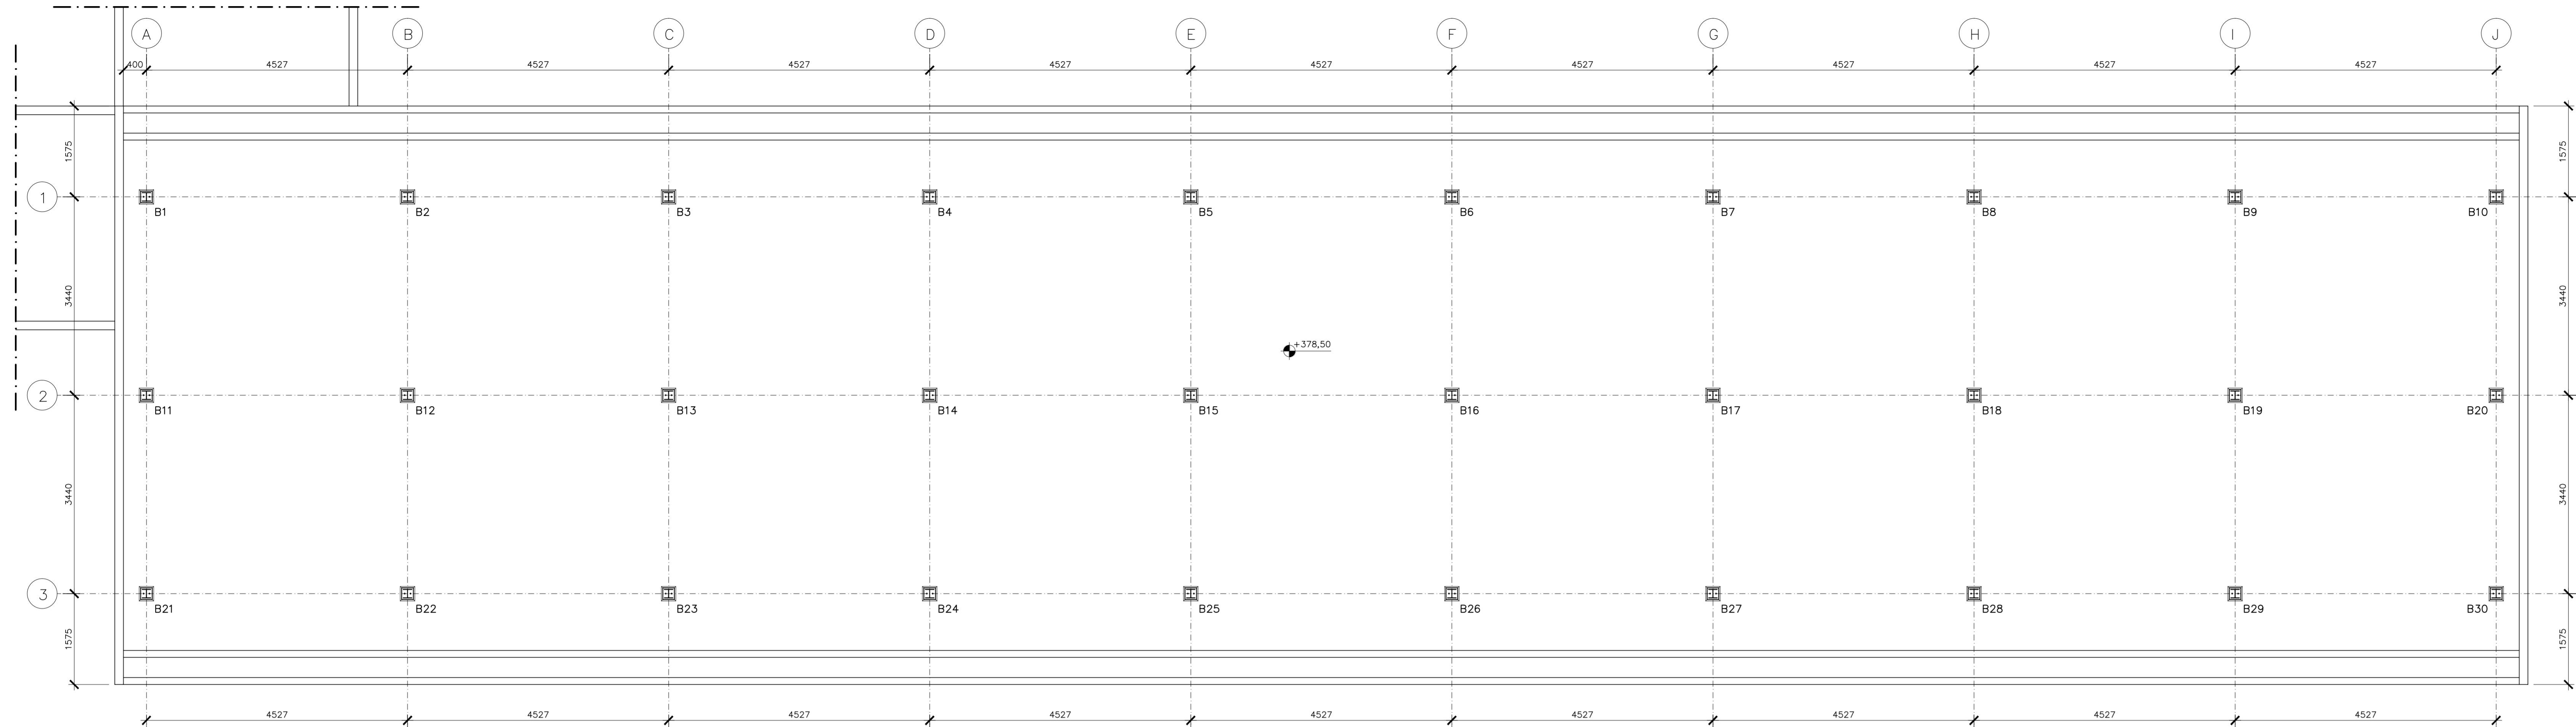 A B C D E F G H I J
400 4527 4527 4527 4527 4527 4527 4527 4527 4527
1575 1575
1
B1 B2 B3 B4 B5 B6 B7 B8 B9 B10
3440 3440
+378,50
2
B11 B12 B13 B14 B15 B16 B17 B18 B19 B20
3440 3440
3
B21 B22 B23 B24 B25 B26 B27 B28 B29 B30
1575 1575
4527 4527 4527 4527 4527 4527 4527 4527 4527